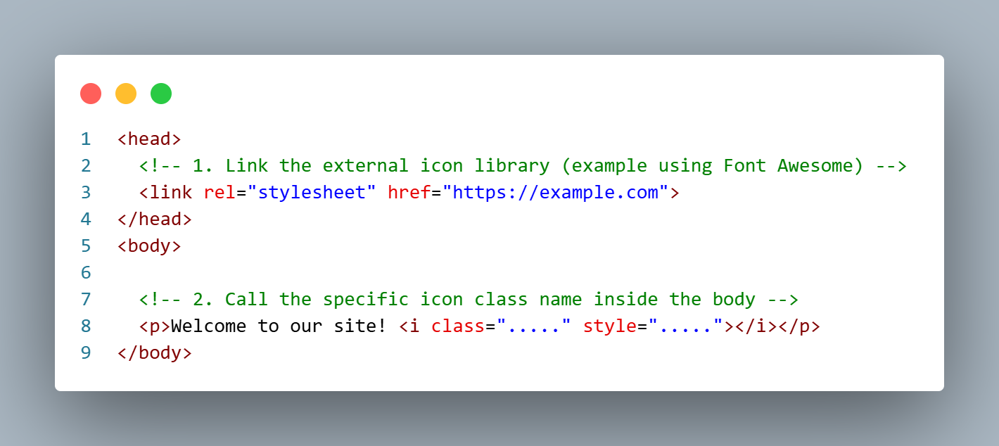 1 <head>
2   <!-- 1. Link the external icon library (example using Font Awesome) -->
3   <link rel="stylesheet" href="https://example.com">
4 </head>
5 <body>
6
7   <!-- 2. Call the specific icon class name inside the body -->
8   <p>Welcome to our site! <i class="....." style="....."></i></p>
9 </body>